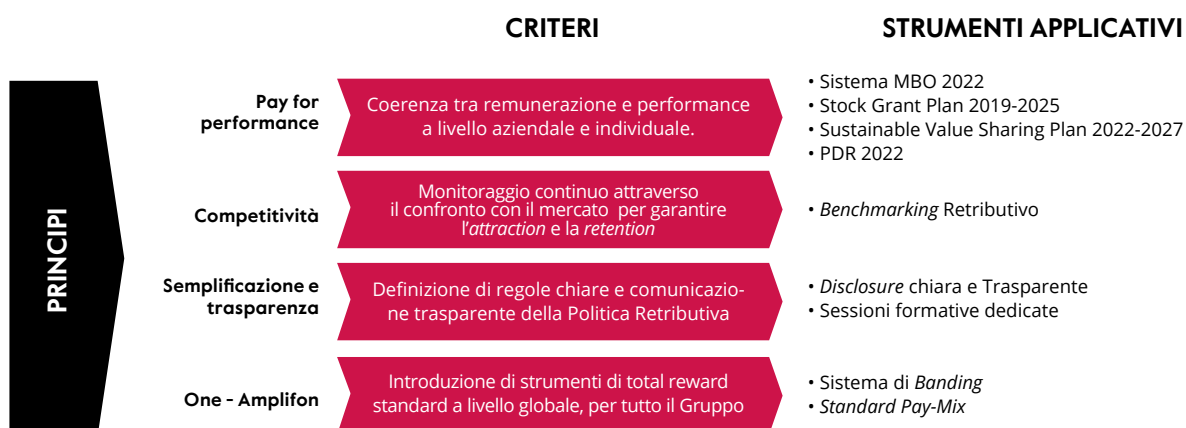 CRITERI
STRUMENTI APPLICATIVI
PRINCIPI
Pay for
performance
Coerenza tra remunerazione e performance
a livello aziendale e individuale.
• Sistema MBO 2022
• Stock Grant Plan 2019-2025
• Sustainable Value Sharing Plan 2022-2027
• PDR 2022
Competitività
Monitoraggio continuo attraverso
il confronto con il mercato per garantire
l'attraction e la retention
• Benchmarking Retributivo
Semplificazione e
trasparenza
Definizione di regole chiare e comunicazio-
ne trasparente della Politica Retributiva
• Disclosure chiara e Trasparente
• Sessioni formative dedicate
One - Amplifon
Introduzione di strumenti di total reward
standard a livello globale, per tutto il Gruppo
• Sistema di Banding
• Standard Pay-Mix